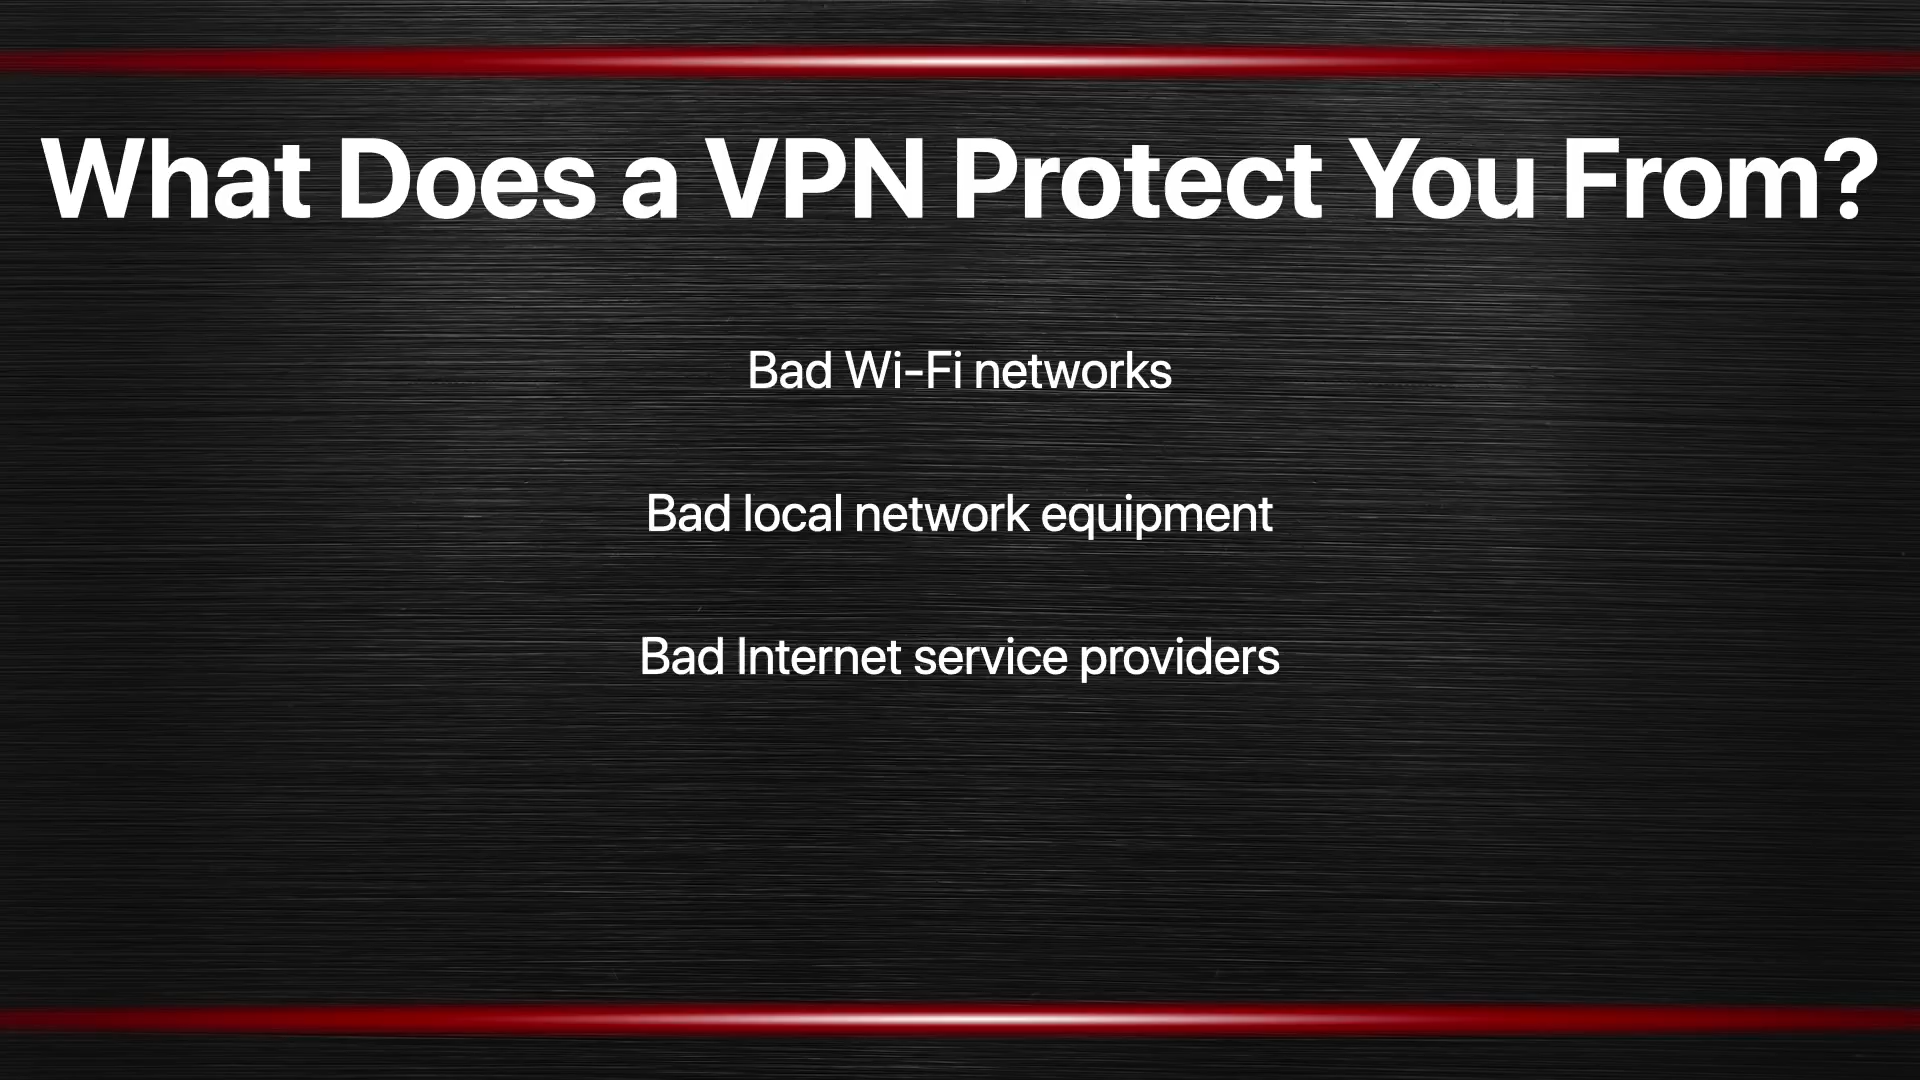 What Does a VPN Protect You From?
Bad Wi-Fi networks
Bad local network equipment
Bad Internet service providers